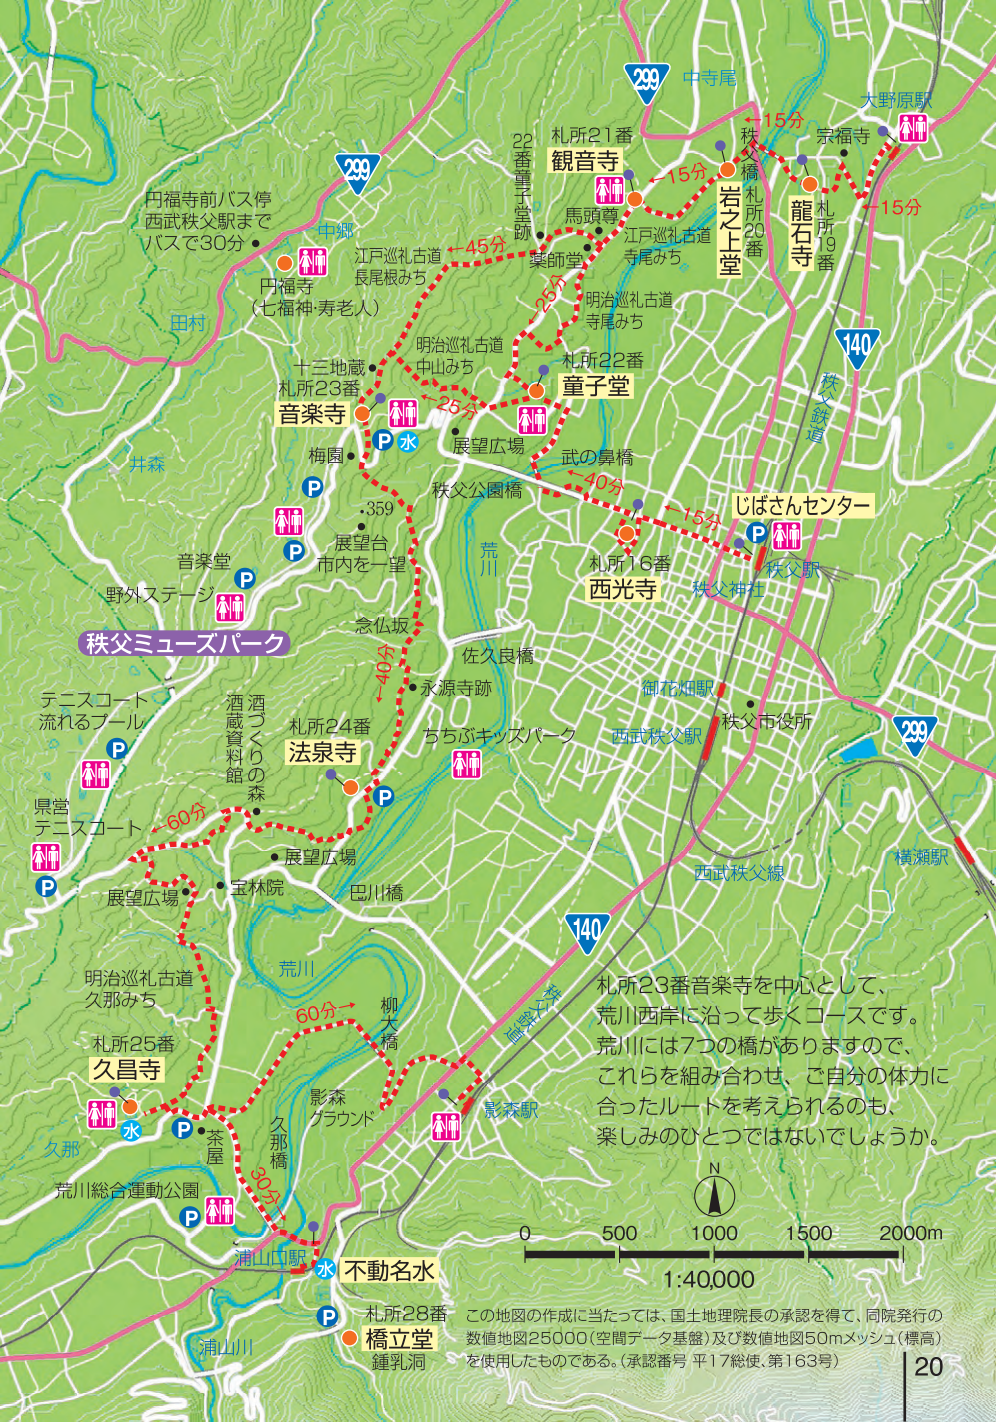 299
中寺尾
大野原駅
←15分
秩父橋
宗福寺
札所21番
観音寺
22番童子堂跡
299
←15分
円福寺前バス停
西武秩父駅まで
バスで30分
岩之上堂
札所20番
龍石寺
札所19番
←15分
馬頭尊
中郷
江戸巡礼古道
長尾根みち
←45分
薬師堂
江戸巡礼古道
寺尾みち
円福寺
(七福神・寿老人)
←25分
明治巡礼古道
寺尾みち
田村
140
十三地蔵
明治巡礼古道
中山みち
札所22番
童子堂
札所23番
音楽寺
←25分
秩父鉄道
水
展望広場
梅園
井森
武の鼻橋
←40分
P
秩父公園橋
359
展望台
市内を一望
←15分
じばさんセンター
P
荒川
音楽堂
札所16番
西光寺
秩父駅
秩父神社
野外ステージ
念仏坂
秩父ミューズパーク
佐久良橋
←40分
永源寺跡
御花畑駅
テニスコート
流れるプール
酒づくりの森
酒蔵資料館
札所24番
法泉寺
ちちぶキッズパーク
西武秩父駅
秩父市役所
299
P
県営
テニスコート
←60分
展望広場
横瀬駅
西武秩父線
展望広場
宝林院
巴川橋
140
荒川
明治巡礼古道
久那みち
60分→
柳大橋
秩父鉄道
札所23番音楽寺を中心として、
荒川西岸に沿って歩くコースです。
荒川には7つの橋がありますので、
これらを組み合わせ、ご自分の体力に
合ったルートを考えられるのも、
楽しみのひとつではないでしょうか。
札所25番
久昌寺
水
久那
P
茶屋
影森
グラウンド
久那橋
影森駅
30分→
荒川総合運動公園
P
浦山口駅
水
不動名水
N
0 500 1000 1500 2000m
1:40,000
P
札所28番
橋立堂
鍾乳洞
浦山川
この地図の作成に当たっては、国土地理院長の承認を得て、同院発行の
数値地図25000(空間データ基盤)及び数値地図50mメッシュ(標高)
を使用したものである。(承認番号 平17総使、第163号)
20